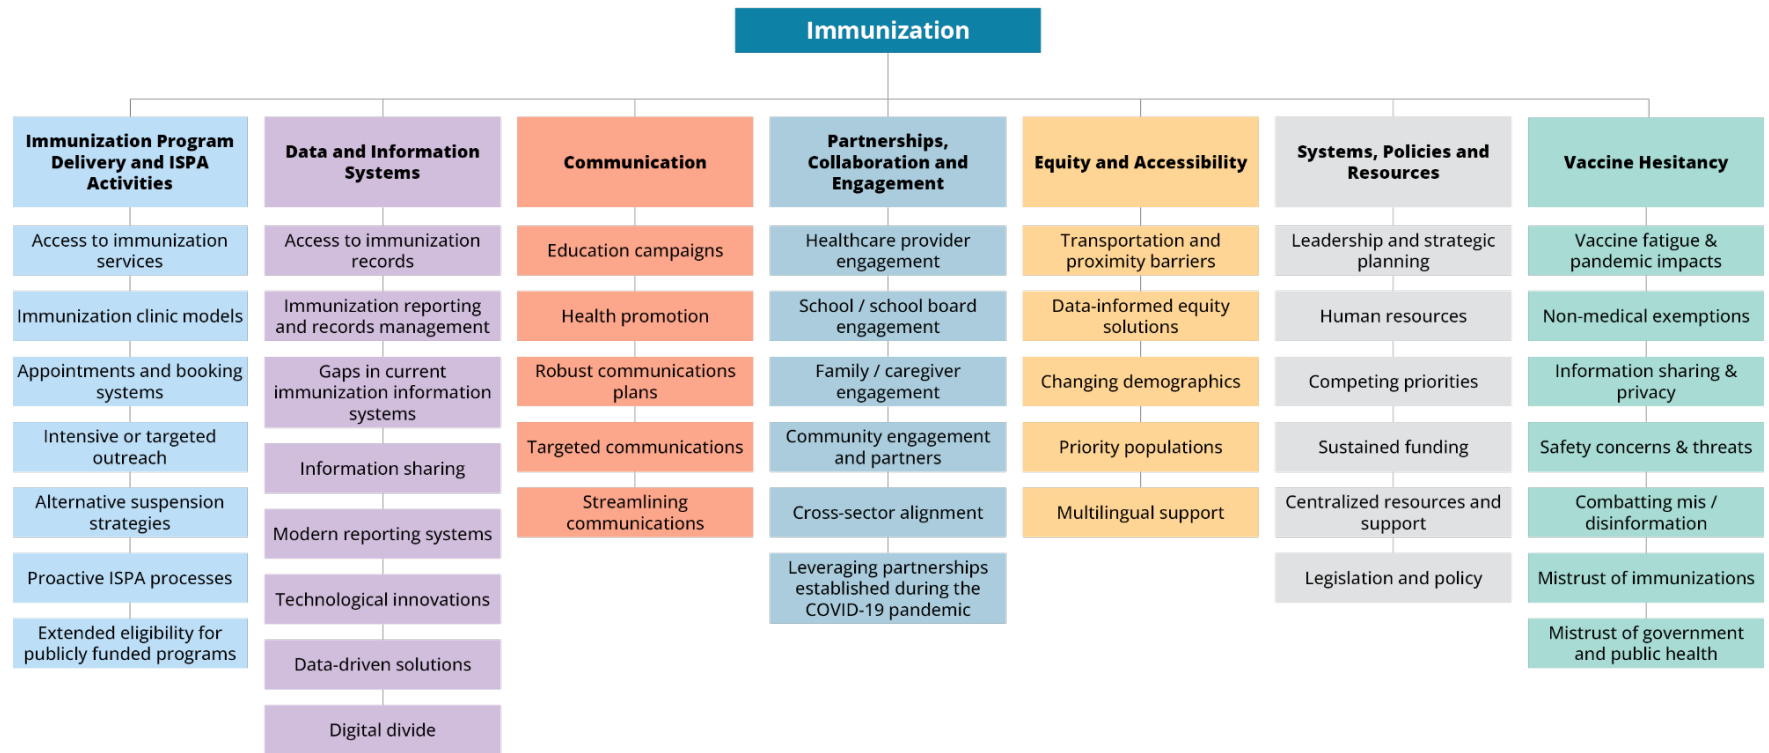 Immunization
Immunization Program
Delivery and ISPA
Activities
Access to immunization
services
Immunization clinic models
Appointments and booking
systems
Intensive or targeted
outreach
Alternative suspension
strategies
Proactive ISPA processes
Extended eligibility for
publicly funded programs
Data and Information
Systems
Access to immunization
records
Immunization reporting
and records management
Gaps in current
immunization information
systems
Information sharing
Modern reporting systems
Technological innovations
Data-driven solutions
Digital divide
Communication
Education campaigns
Health promotion
Robust communications
plans
Targeted communications
Streamlining
communications
Partnerships,
Collaboration and
Engagement
Healthcare provider
engagement
School / school board
engagement
Family / caregiver
engagement
Community engagement
and partners
Cross-sector alignment
Leveraging partnerships
established during the
COVID-19 pandemic
Equity and Accessibility
Transportation and
proximity barriers
Data-informed equity
solutions
Changing demographics
Priority populations
Multilingual support
Systems, Policies and
Resources
Leadership and strategic
planning
Human resources
Competing priorities
Sustained funding
Centralized resources and
support
Legislation and policy
Vaccine Hesitancy
Vaccine fatigue &
pandemic impacts
Non-medical exemptions
Information sharing &
privacy
Safety concerns & threats
Combatting mis /
disinformation
Mistrust of immunizations
Mistrust of government
and public health